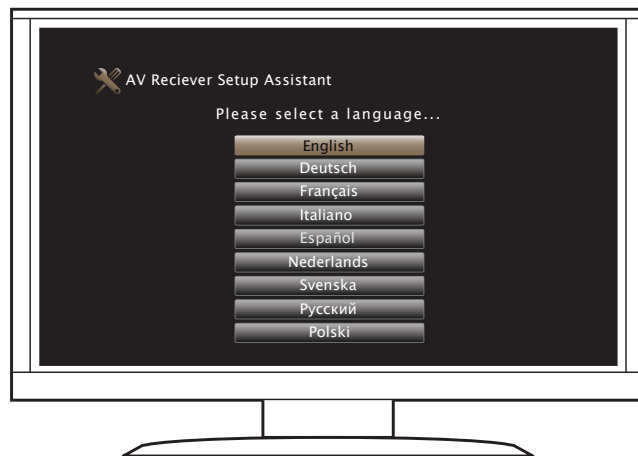 AV Reciever Setup Assistant
Please select a language...
English
Deutsch
Français
Italiano
Español
Nederlands
Svenska
Русский
Polski